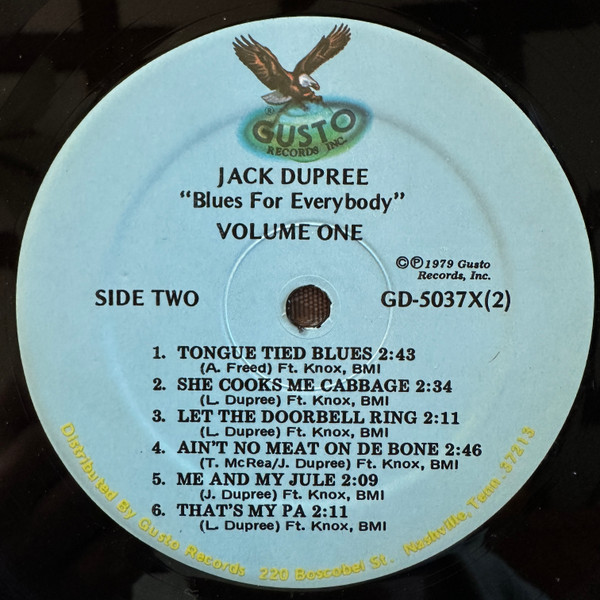 GUSTO
RECORDS INC.
JACK DUPREE
“Blues For Everybody”
VOLUME ONE
©℗1979 Gusto
Records, Inc.
SIDE TWO
GD-5037X(2)
1. TONGUE TIED BLUES 2:43
(A. Freed) Ft. Knox, BMI
2. SHE COOKS ME CABBAGE 2:34
(L. Dupree) Ft. Knox, BMI
3. LET THE DOORBELL RING 2:11
(L. Dupree) Ft. Knox, BMI
4. AIN'T NO MEAT ON DE BONE 2:46
(T. McRea/J. Dupree) Ft. Knox, BMI
5. ME AND MY JULE 2:09
(J. Dupree) Ft. Knox, BMI
6. THAT'S MY PA 2:11
(L. Dupree) Ft. Knox, BMI
Distributed By Gusto Records 220 Boscobel St. Nashville, Tenn. 37213